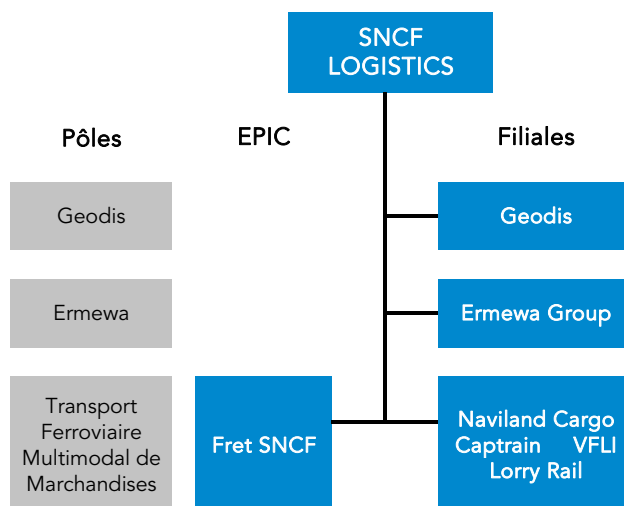 SNCF
LOGISTICS
Pôles
EPIC
Filiales
Geodis
Geodis
Ermewa
Ermewa Group
Transport
Ferroviaire
Multimodal de
Marchandises
Fret SNCF
Naviland Cargo
Captrain VFLI
Lorry Rail